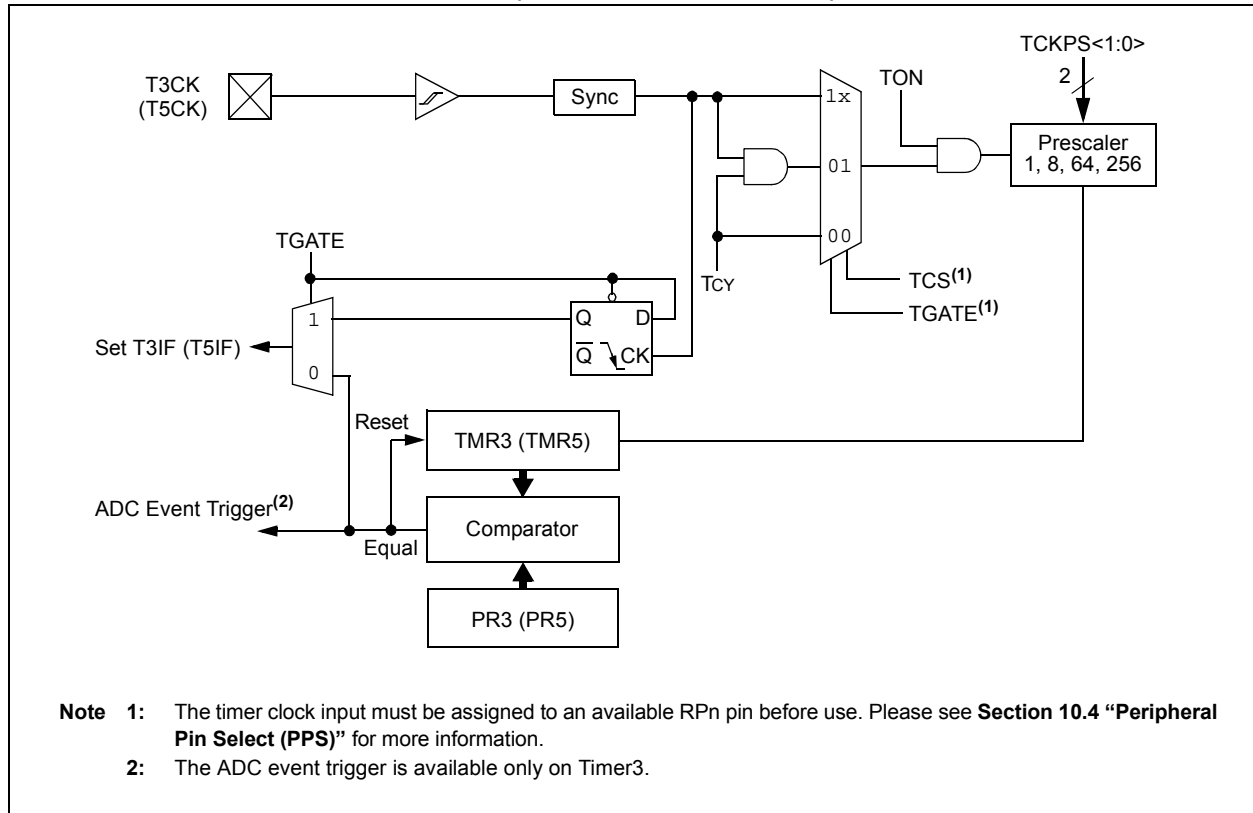 TCKPS<1:0>
2
T3CK
(T5CK)
Sync
1x
TON
Prescaler
1, 8, 64, 256
01
00
TGATE
TCY
TCS(1)
TGATE(1)
1
Q
D
Set T3IF (T5IF)
Q
CK
0
Reset
TMR3 (TMR5)
ADC Event Trigger(2)
Comparator
Equal
PR3 (PR5)
Note 1: The timer clock input must be assigned to an available RPn pin before use. Please see Section 10.4 “Peripheral
Pin Select (PPS)” for more information.
2: The ADC event trigger is available only on Timer3.